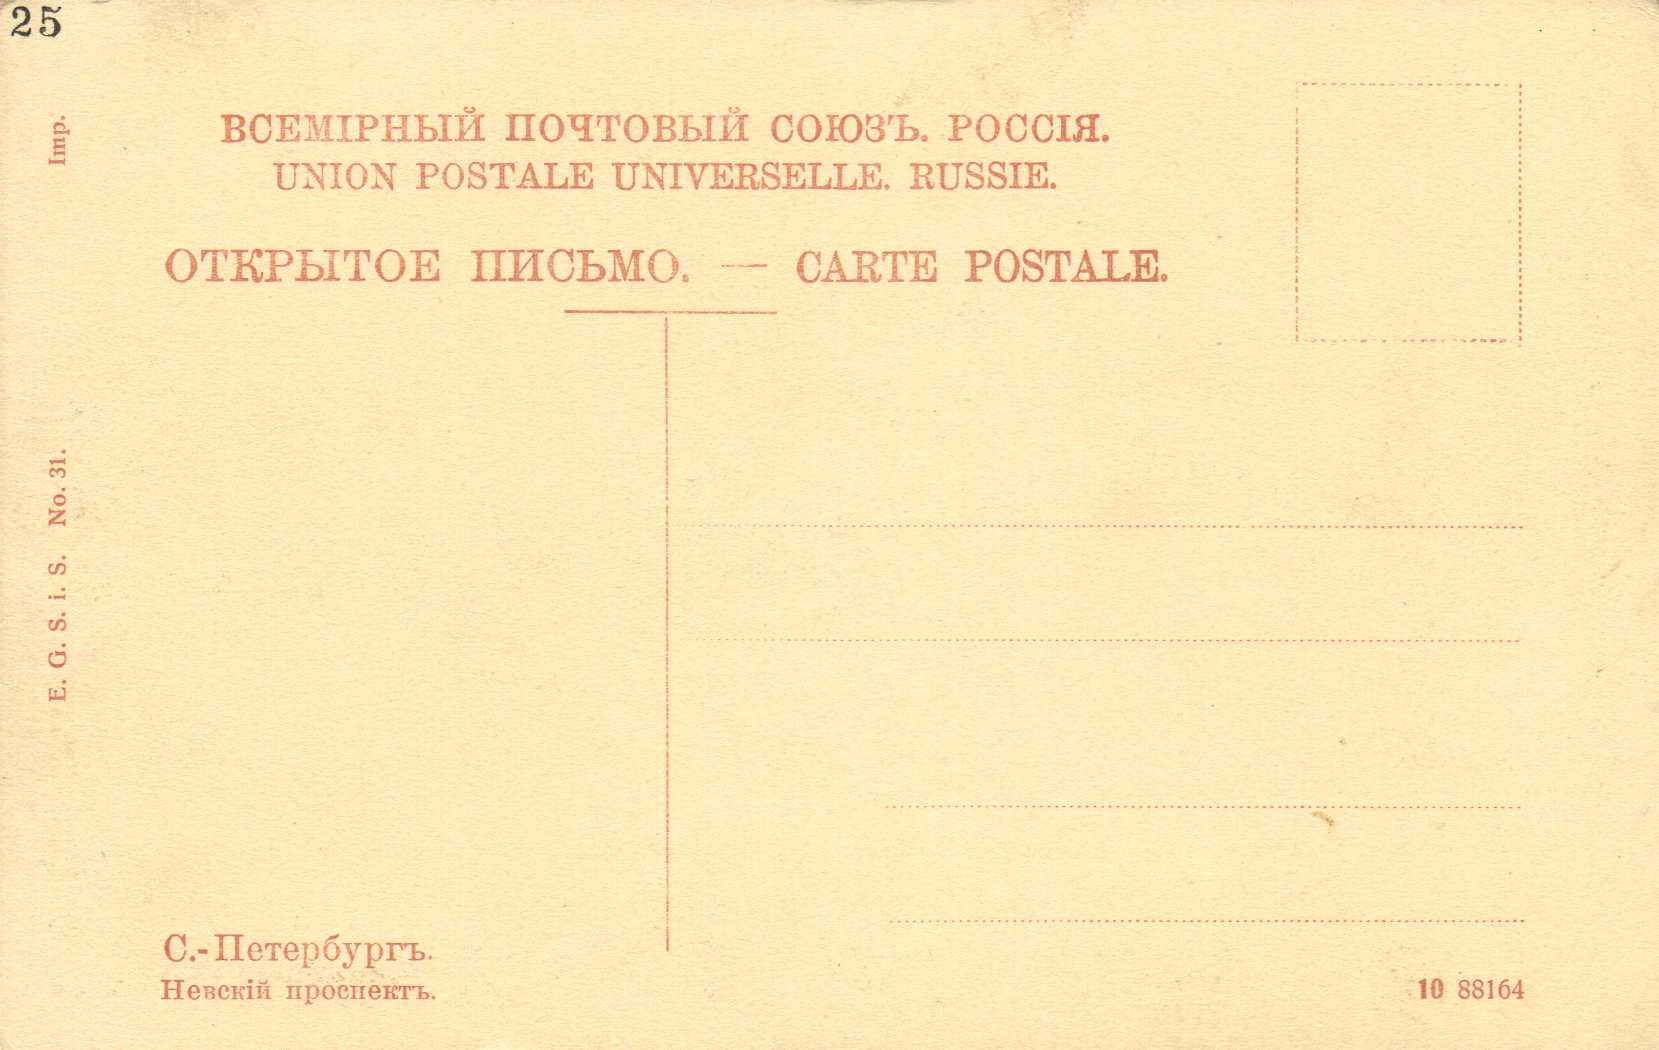 25
ВСЕМІРНЫЙ ПОЧТОВЫЙ СОЮЗЪ. РОССІЯ.
UNION POSTALE UNIVERSELLE. RUSSIE.
ОТКРЫТОЕ ПИСЬМО. — CARTE POSTALE.
E. G. S. i. S. No. 31. Imp.
С.-Петербургъ.
Невскій проспектъ.
10 88164